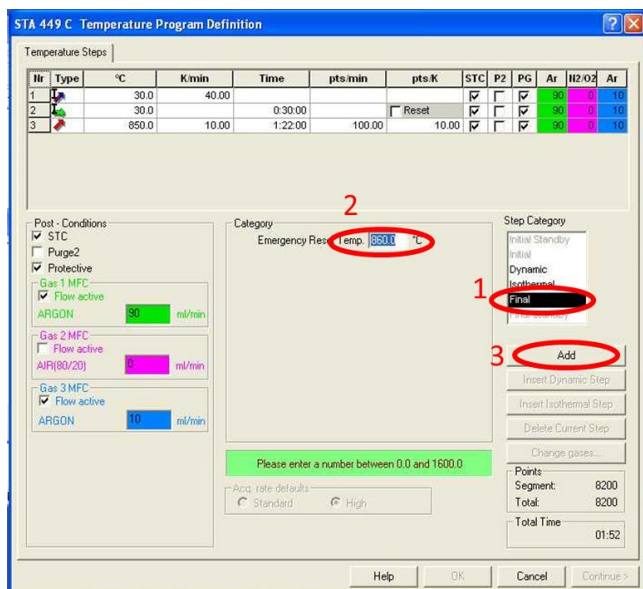 STA 449 C Temperature Program Definition
Temperature Steps
Nr Type °C K/min Time pts/min pts/K STC P2 PG Ar N2/O2 Ar
1 30.0 40.00 90 0 10
2 30.0 0:30:00 Reset 90 0 10
3 850.0 10.00 1:22:00 100.00 10.00 90 0 10
Post - Conditions
STC
Purge2
Protective
Gas 1 MFC
Flow active
ARGON 90 ml/min
Gas 2 MFC
Flow active
AIR(80/20) 0 ml/min
Gas 3 MFC
Flow active
ARGON 10 ml/min
2
Category
Emergency Rese Temp. 860.0 °C
Please enter a number between 0.0 and 1600.0
Acq. rate defaults
Standard High
Step Category
Initial Standby
Initial
Dynamic
Isothermal
1
Final
Final Standby
3
Add
Insert Dynamic Step
Insert Isothermal Step
Delete Current Step
Change gases...
Points
Segment: 8200
Total: 8200
Total Time
01:52
Help OK Cancel Continue >